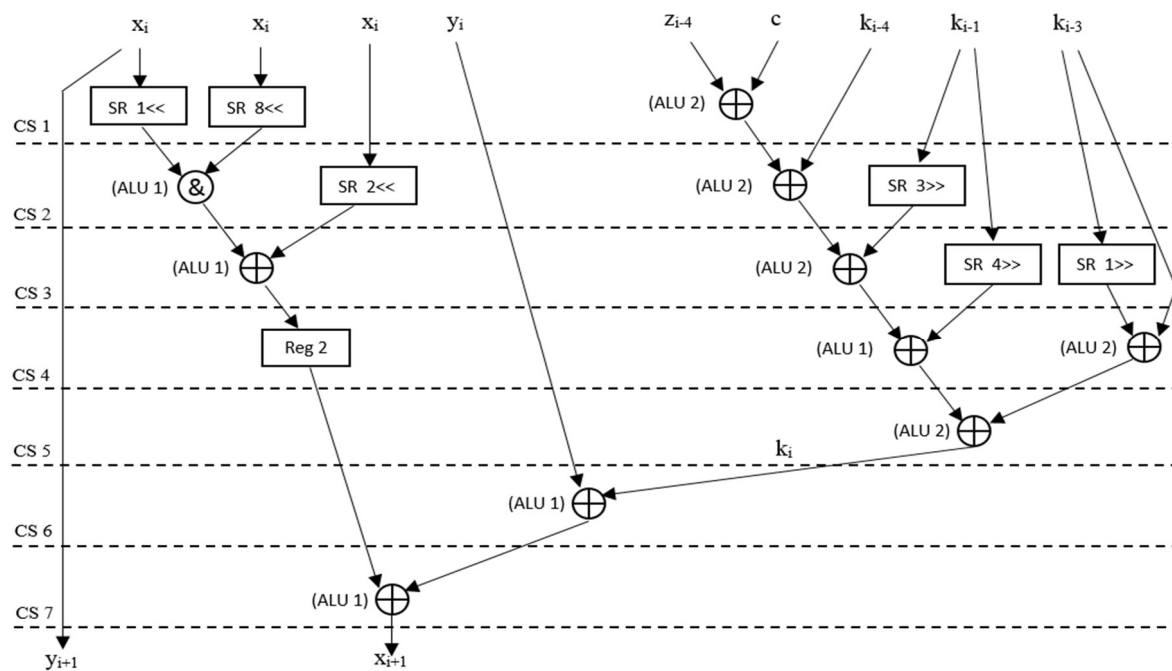 xi xi xi yi zi-4 c ki-4 ki-1 ki-3
SR 1<< SR 8<< (ALU 2)
CS 1
(ALU 1) & SR 2<< (ALU 2) SR 3>>
CS 2
(ALU 1) (ALU 2) SR 4>> SR 1>>
CS 3
Reg 2 (ALU 1) (ALU 2)
CS 4
(ALU 2)
CS 5 ki
(ALU 1)
CS 6
(ALU 1)
CS 7
yi+1 xi+1